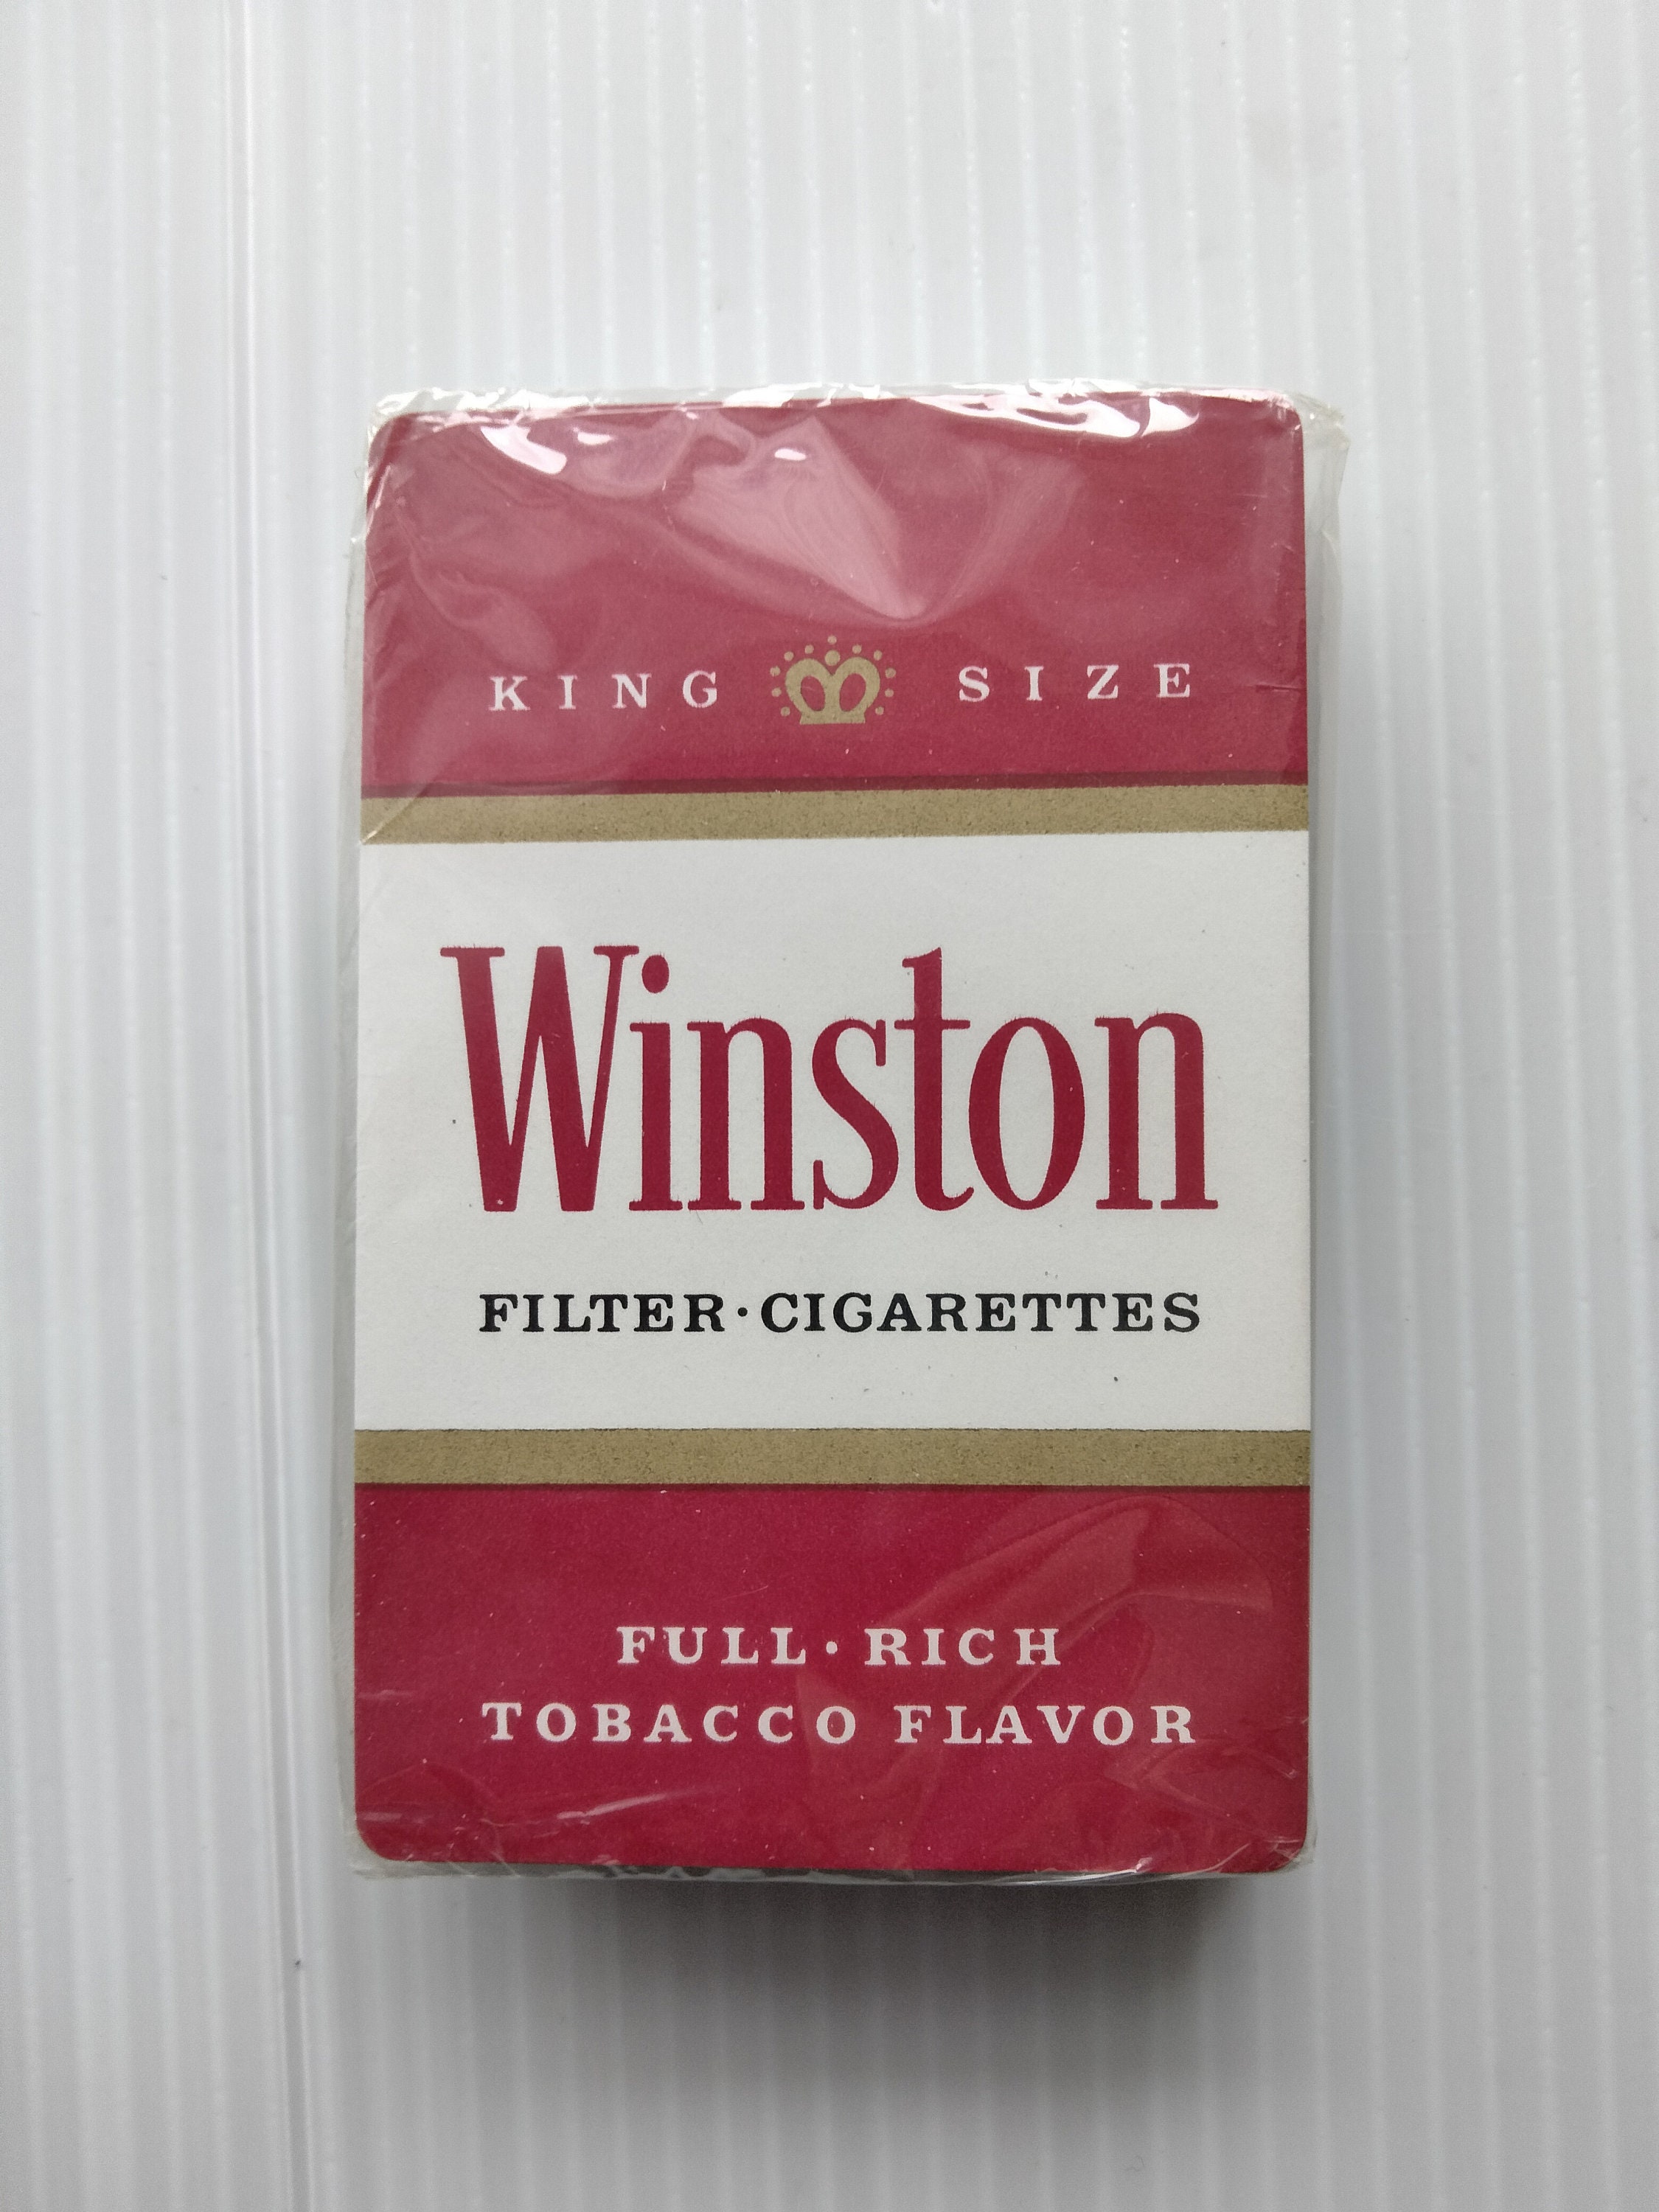 KING SIZE
Winston
FILTER·CIGARETTES
FULL·RICH
TOBACCO FLAVOR